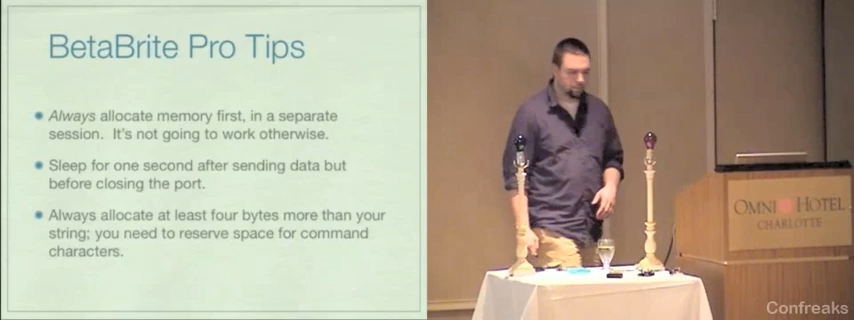 BetaBrite Pro Tips
Always allocate memory first, in a separate
session. It's not going to work otherwise.
Sleep for one second after sending data but
before closing the port.
Always allocate at least four bytes more than your
string; you need to reserve space for command
characters.
OMNI HOTEL
CHARLOTTE
Confreaks